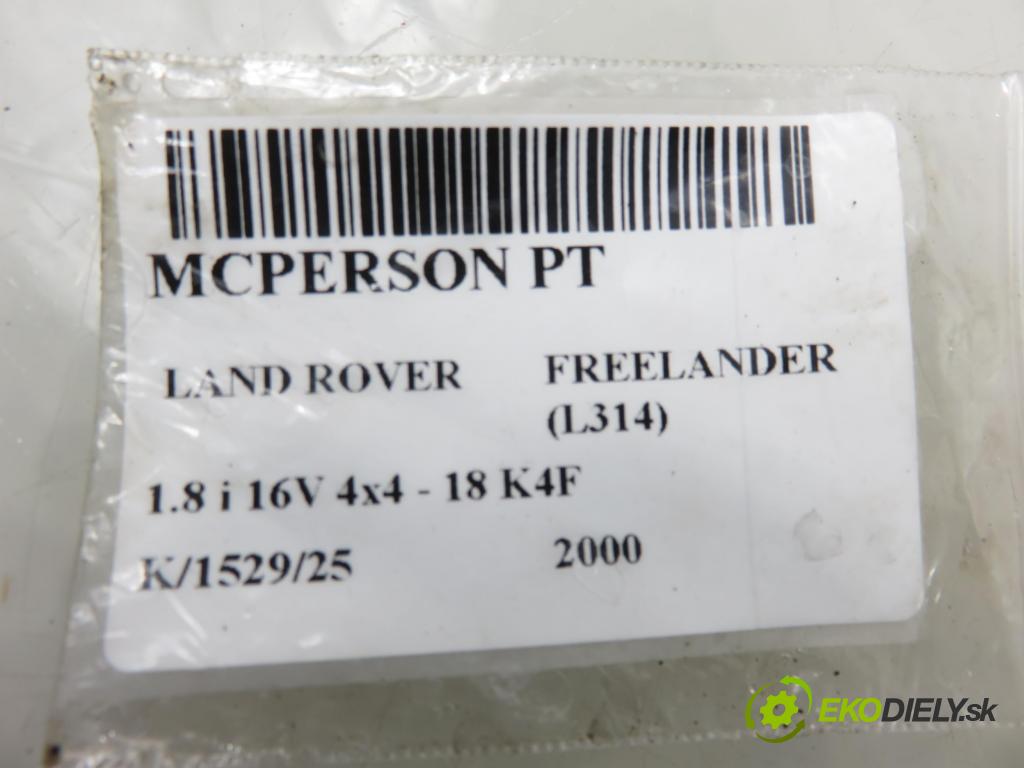 MCPERSON PT
LAND ROVER
FREELANDER
(L314)
1.8 i 16V 4x4 - 18 K4F
K/1529/25
2000
EKODIELY.sk